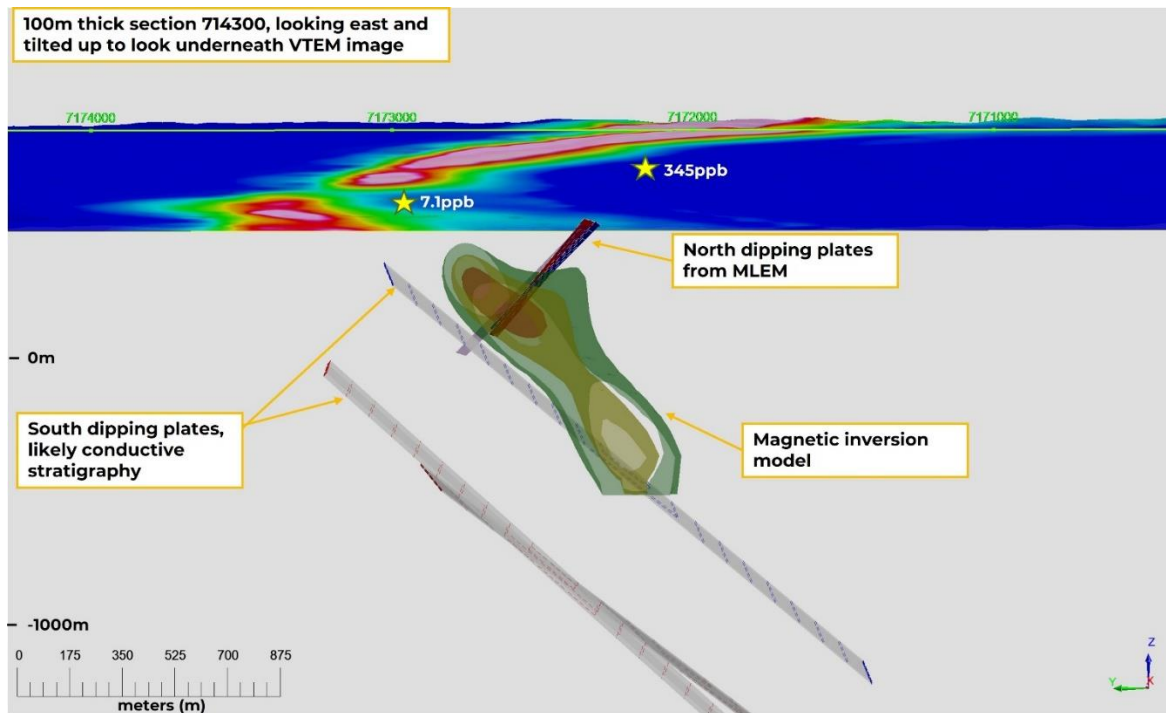 100m thick section 714300, looking east and
tilted up to look underneath VTEM image
7174000
7173000
7172000
7171000
345ppb
7.1ppb
North dipping plates
from MLEM
0m
South dipping plates,
likely conductive
stratigraphy
Magnetic inversion
model
-1000m
0 175 350 525 700 875
meters (m)
Z
Y
X